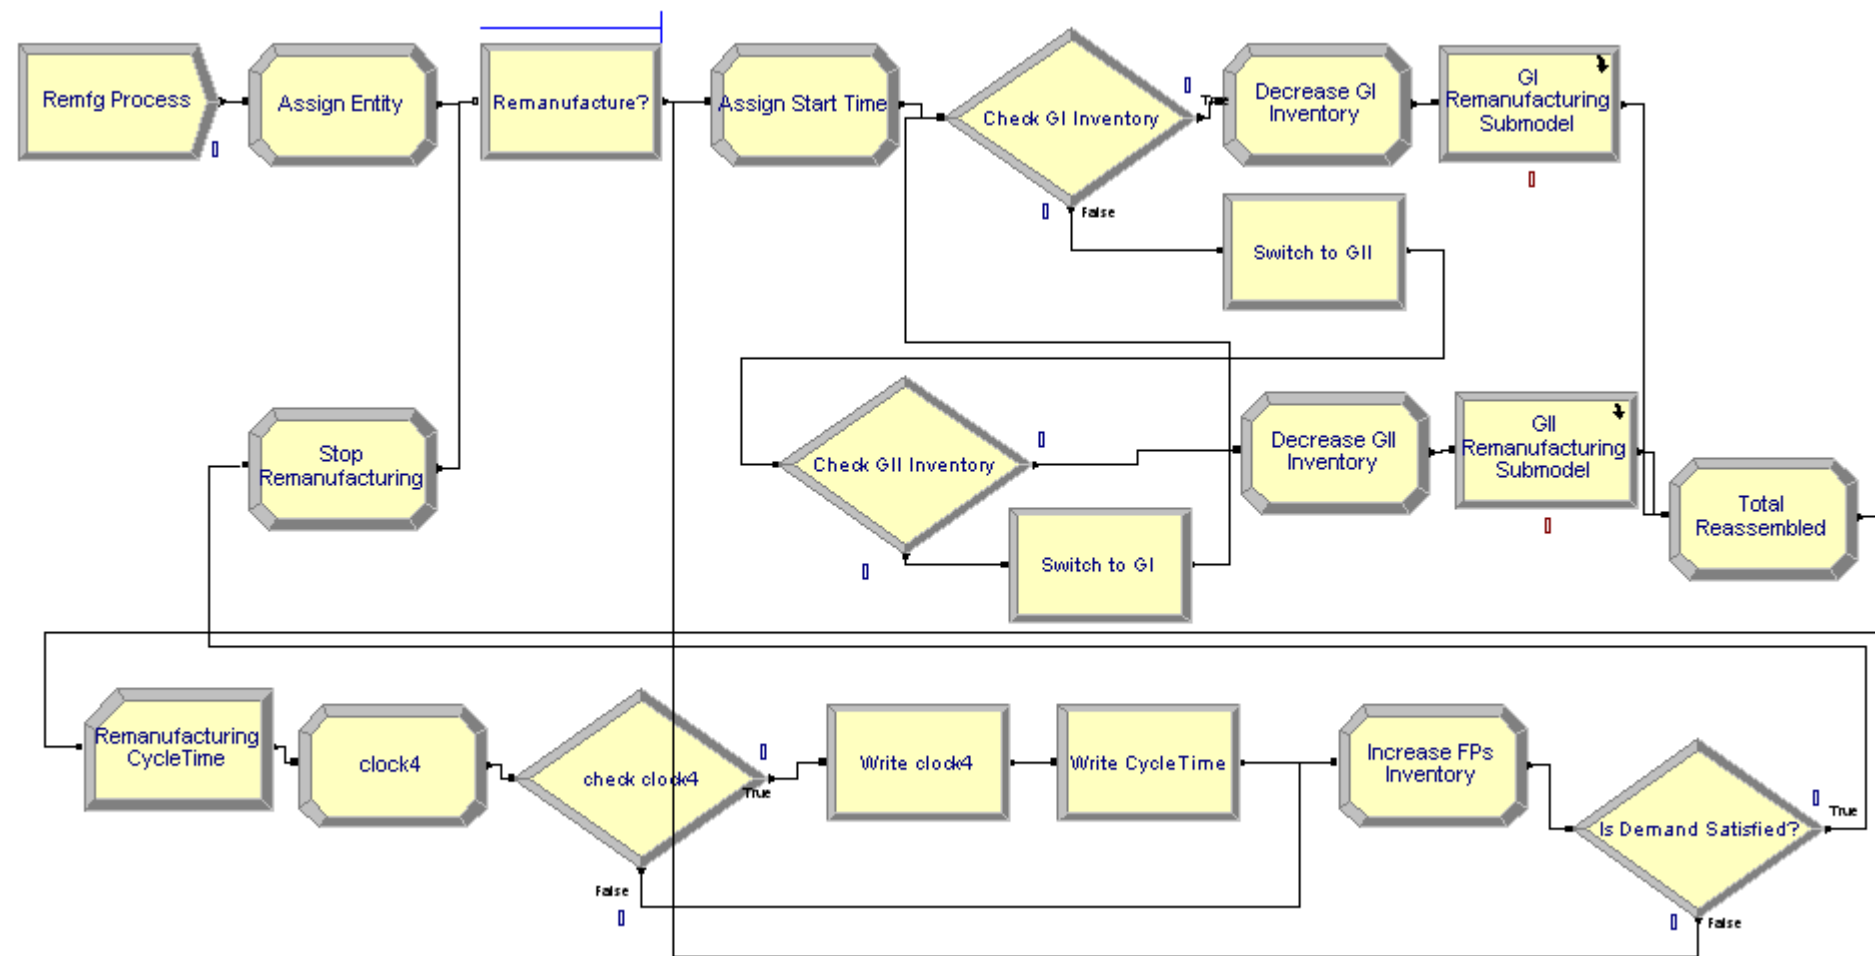 Remfg Process
Assign Entity
Remanufacture?
Assign Start Time
Check GI Inventory
True
Decrease GI
Inventory
GI
Remanufacturing
Submodel
False
Switch to GII
Stop
Remanufacturing
Check GII Inventory
Decrease GII
Inventory
GII
Remanufacturing
Submodel
Total
Reassembled
Switch to GI
Remanufacturing
CycleTime
clock4
check clock4
True
False
Write clock4
Write CycleTime
Increase FPs
Inventory
Is Demand Satisfied?
True
False